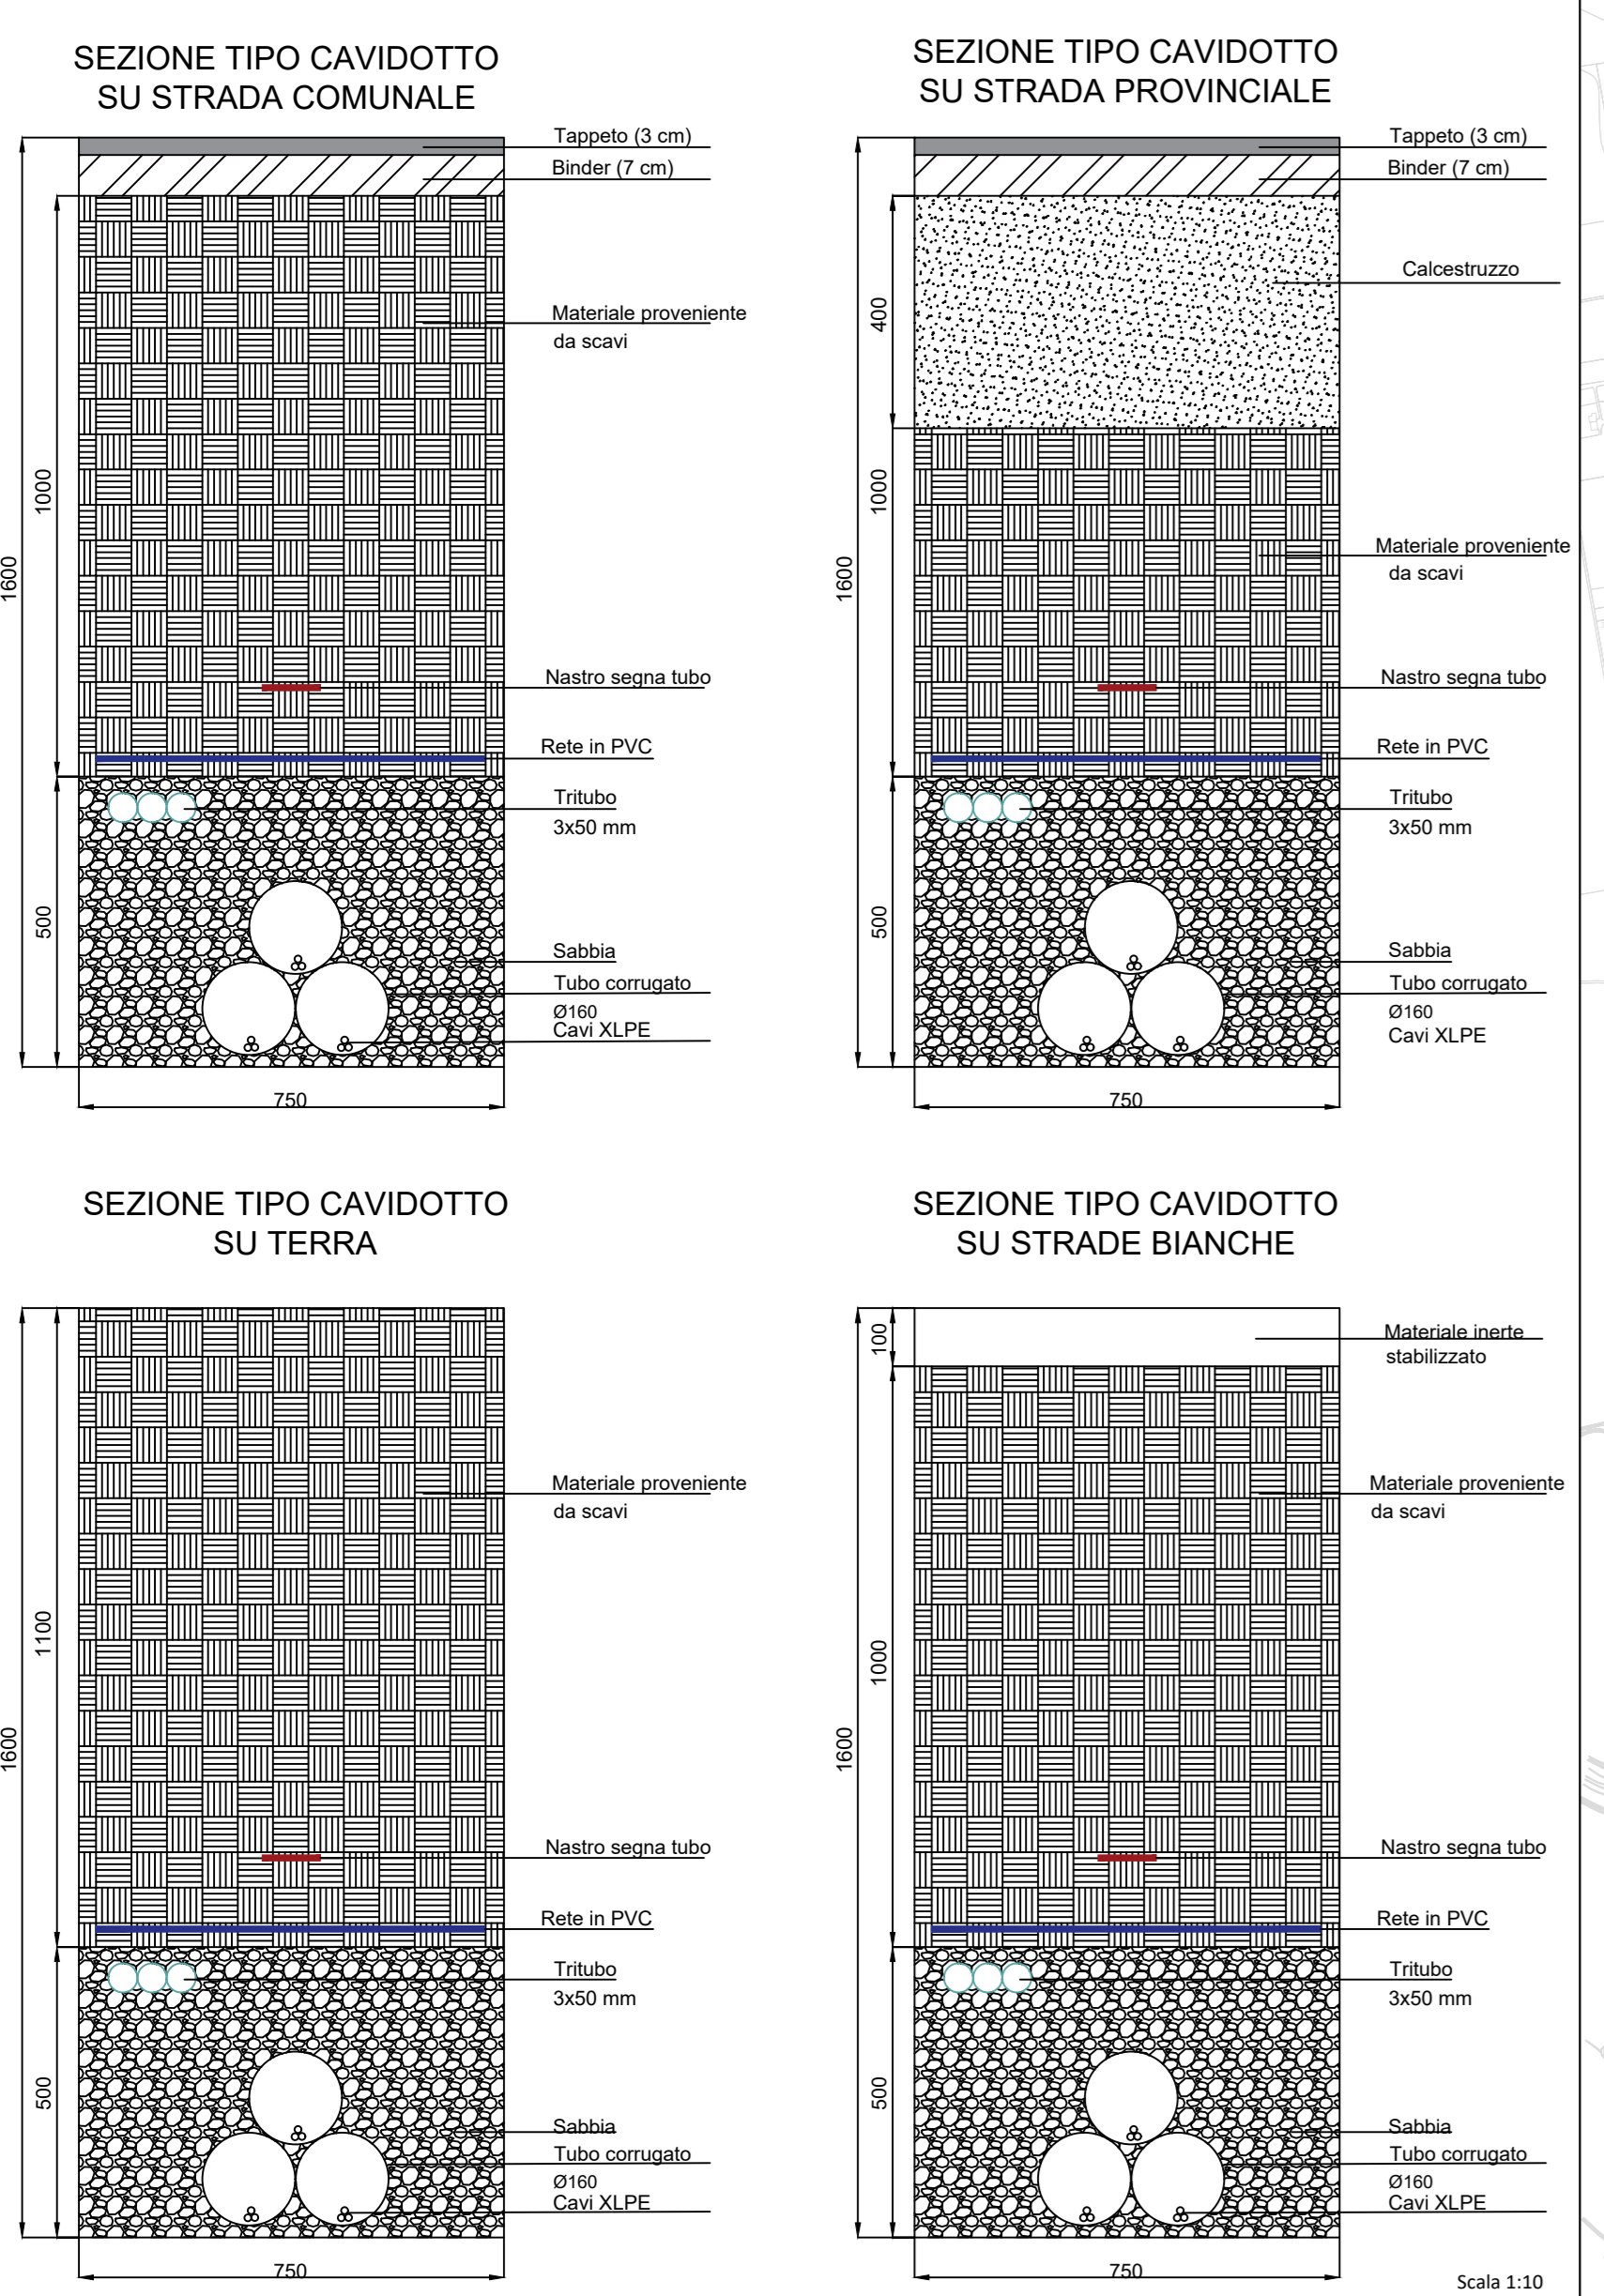 SEZIONE TIPO CAVIDOTTO
SU STRADA COMUNALE
Tappeto (3 cm)
Binder (7 cm)
Materiale proveniente
da scavi
Nastro segna tubo
Rete in PVC
Tritubo
3x50 mm
Sabbia
Tubo corrugato
Ø160
Cavi XLPE
1600
1000
500
750
SEZIONE TIPO CAVIDOTTO
SU STRADA PROVINCIALE
Tappeto (3 cm)
Binder (7 cm)
Calcestruzzo
Materiale proveniente
da scavi
Nastro segna tubo
Rete in PVC
Tritubo
3x50 mm
Sabbia
Tubo corrugato
Ø160
Cavi XLPE
1600
400
1000
500
750
SEZIONE TIPO CAVIDOTTO
SU TERRA
Materiale proveniente
da scavi
Nastro segna tubo
Rete in PVC
Tritubo
3x50 mm
Sabbia
Tubo corrugato
Ø160
Cavi XLPE
1600
1100
500
750
SEZIONE TIPO CAVIDOTTO
SU STRADE BIANCHE
Materiale inerte
stabilizzato
Materiale proveniente
da scavi
Nastro segna tubo
Rete in PVC
Tritubo
3x50 mm
Sabbia
Tubo corrugato
Ø160
Cavi XLPE
1600
100
1000
500
750
Scala 1:10